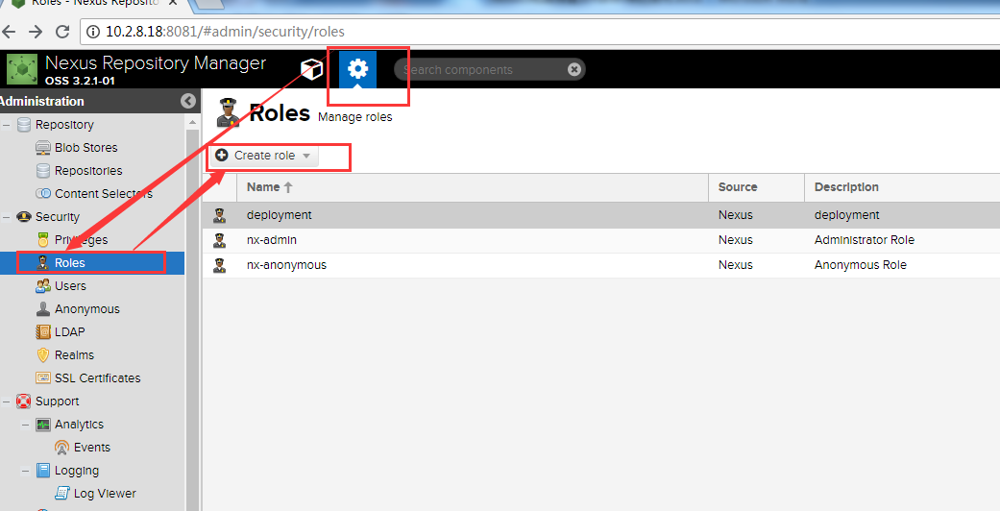 Roles - Nexus Reposito
10.2.8.18:8081/#admin/security/roles
Nexus Repository Manager
OSS 3.2.1-01
Search components
Administration
Roles Manage roles
Repository
Blob Stores
Create role
Repositories
Name Source Description
Content Selectors
Security
deployment Nexus deployment
Privileges
nx-admin Nexus Administrator Role
Roles
nx-anonymous Nexus Anonymous Role
Users
Anonymous
LDAP
Realms
SSL Certificates
Support
Analytics
Events
Logging
Log Viewer